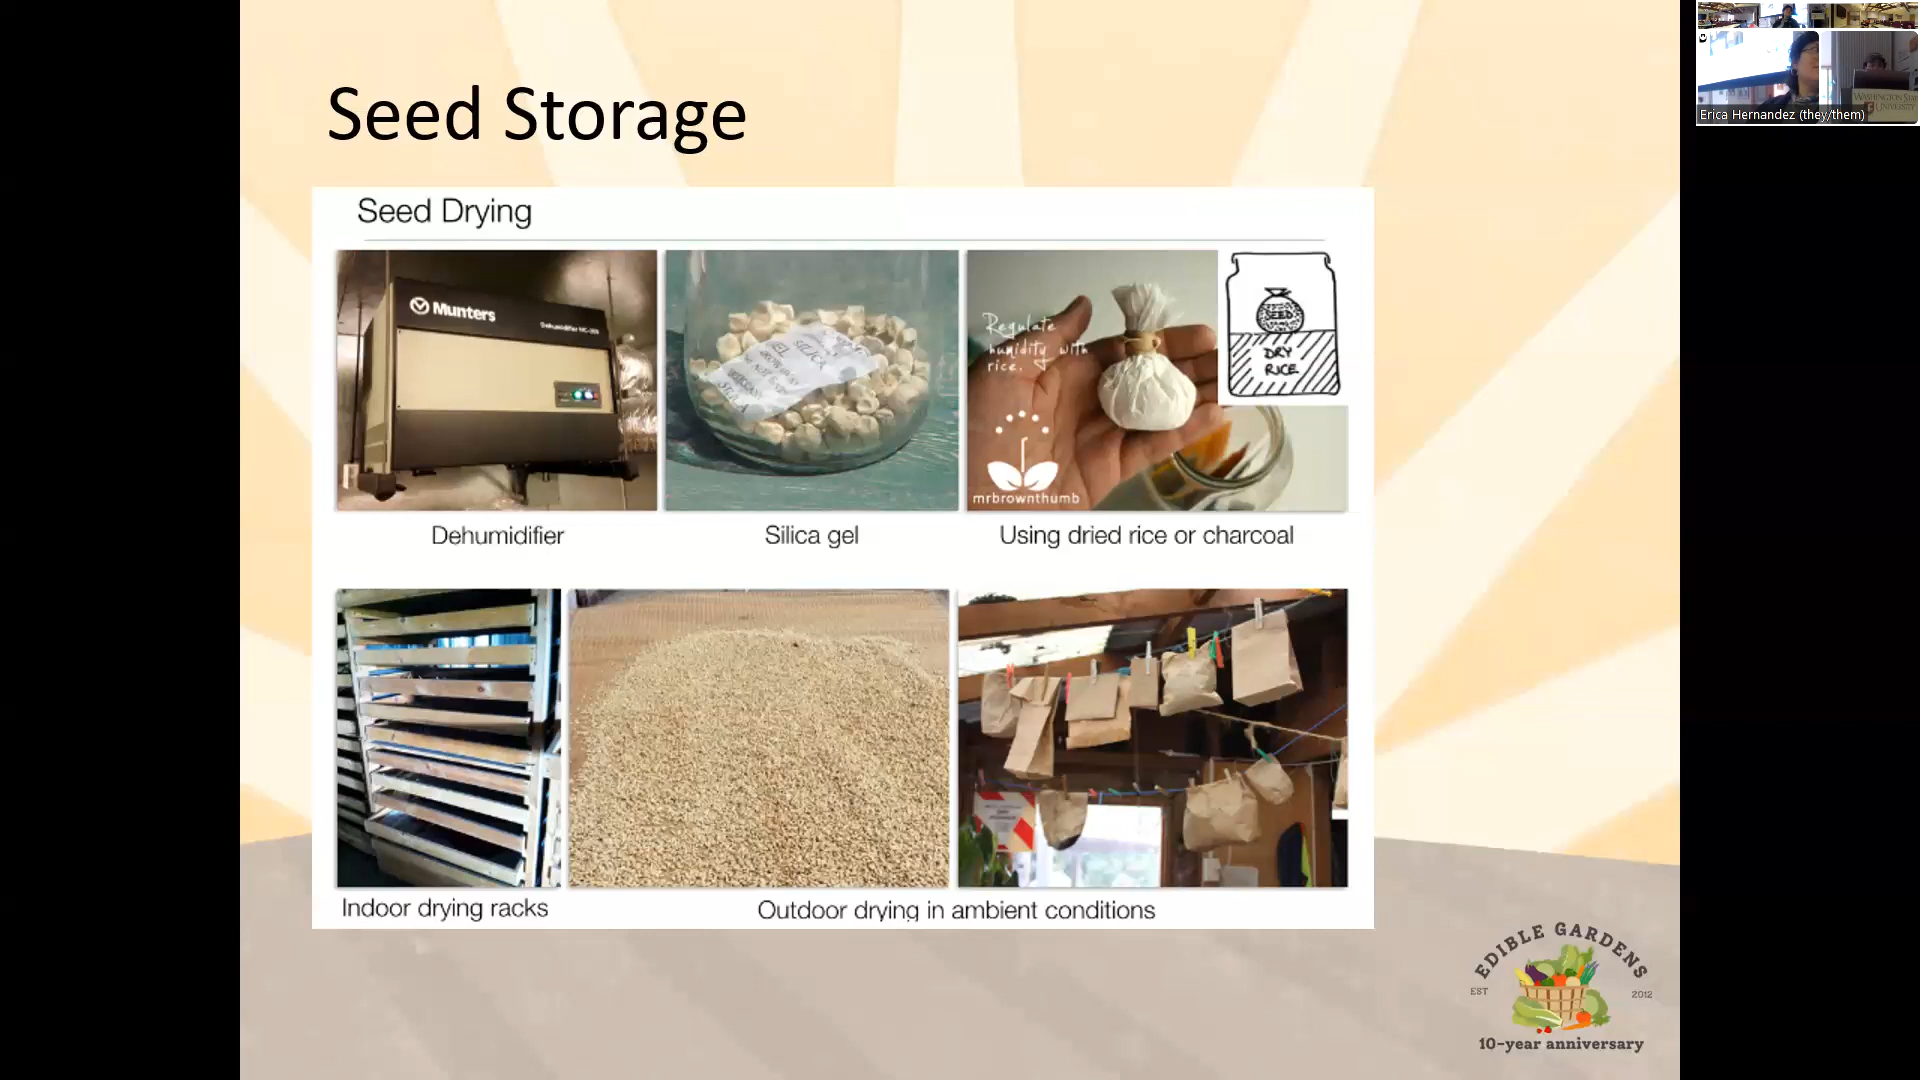 Seed Storage
Seed Drying
Munters
Regulate
humidity with
rice.
mrbrownthumb
SEED
DRY
RICE
Dehumidifier
Silica gel
Using dried rice or charcoal
Indoor drying racks
Outdoor drying in ambient conditions
EDIBLE GARDENS
EST
2012
10-year anniversary
Erica Hernandez (they/them)